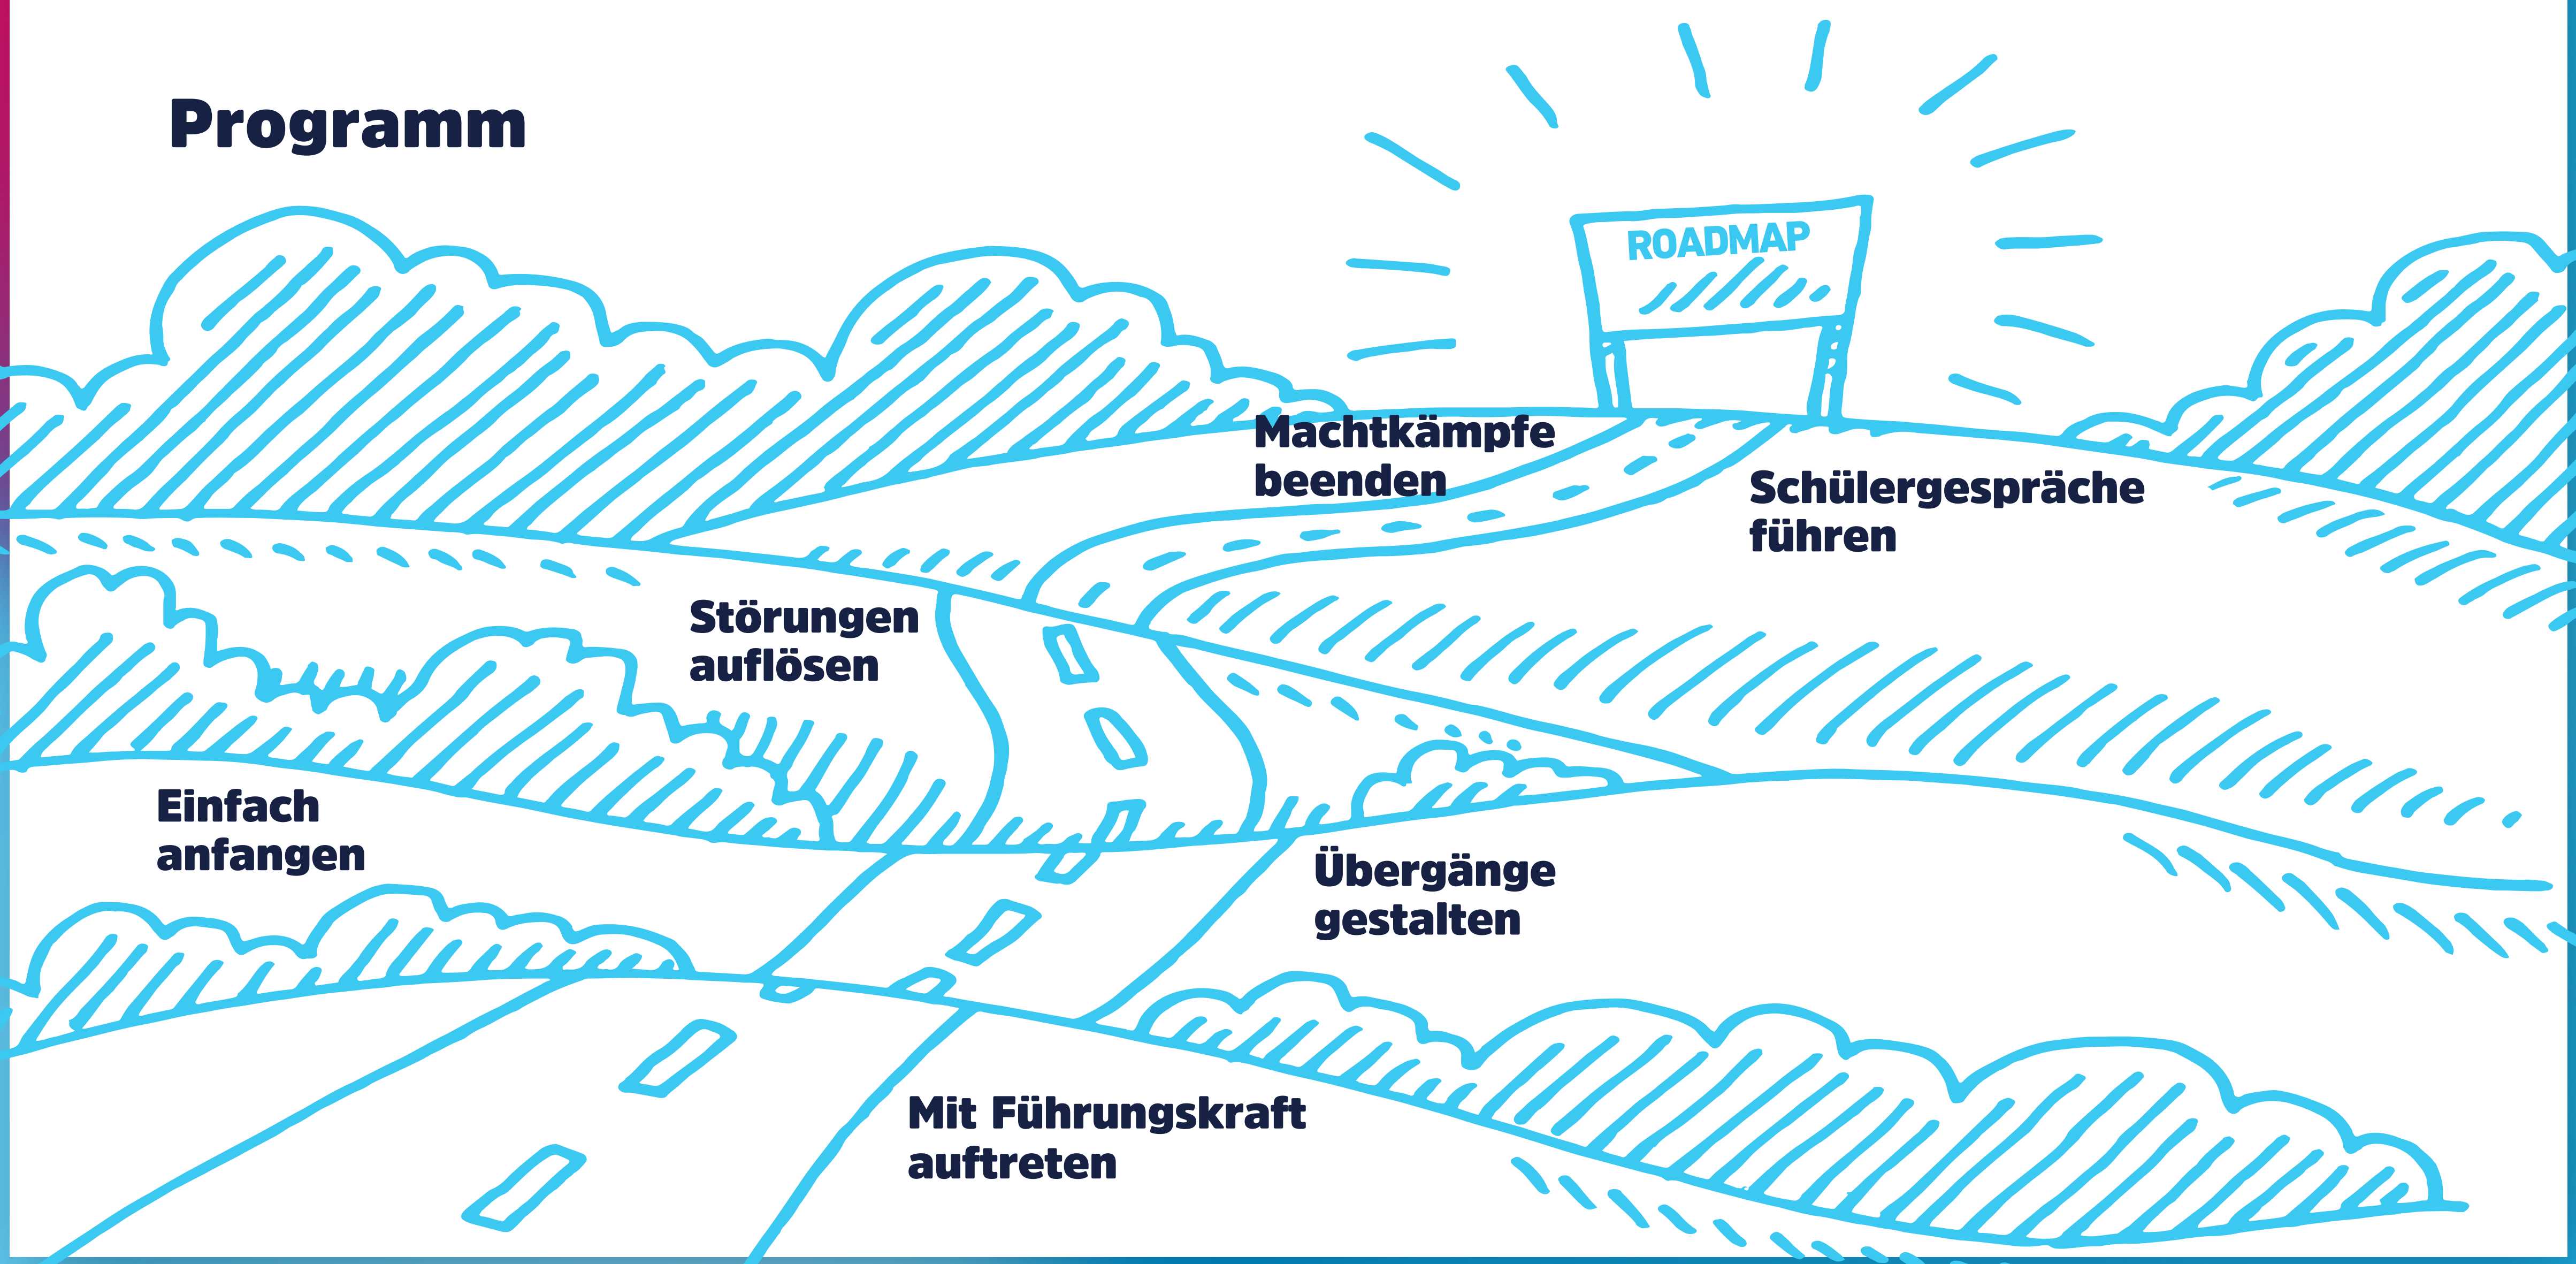 Programm
ROADMAP
Machtkämpfe
beenden
Schülergespräche
führen
Störungen
auflösen
Einfach
anfangen
Übergänge
gestalten
Mit Führungskraft
auftreten